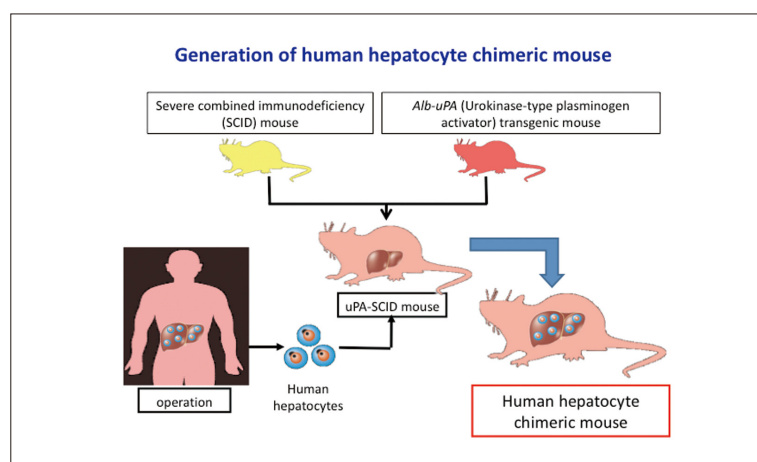 Generation of human hepatocyte chimeric mouse
Severe combined immunodeficiency
(SCID) mouse
Alb-uPA (Urokinase-type plasminogen
activator) transgenic mouse
uPA-SCID mouse
operation
Human
hepatocytes
Human hepatocyte
chimeric mouse